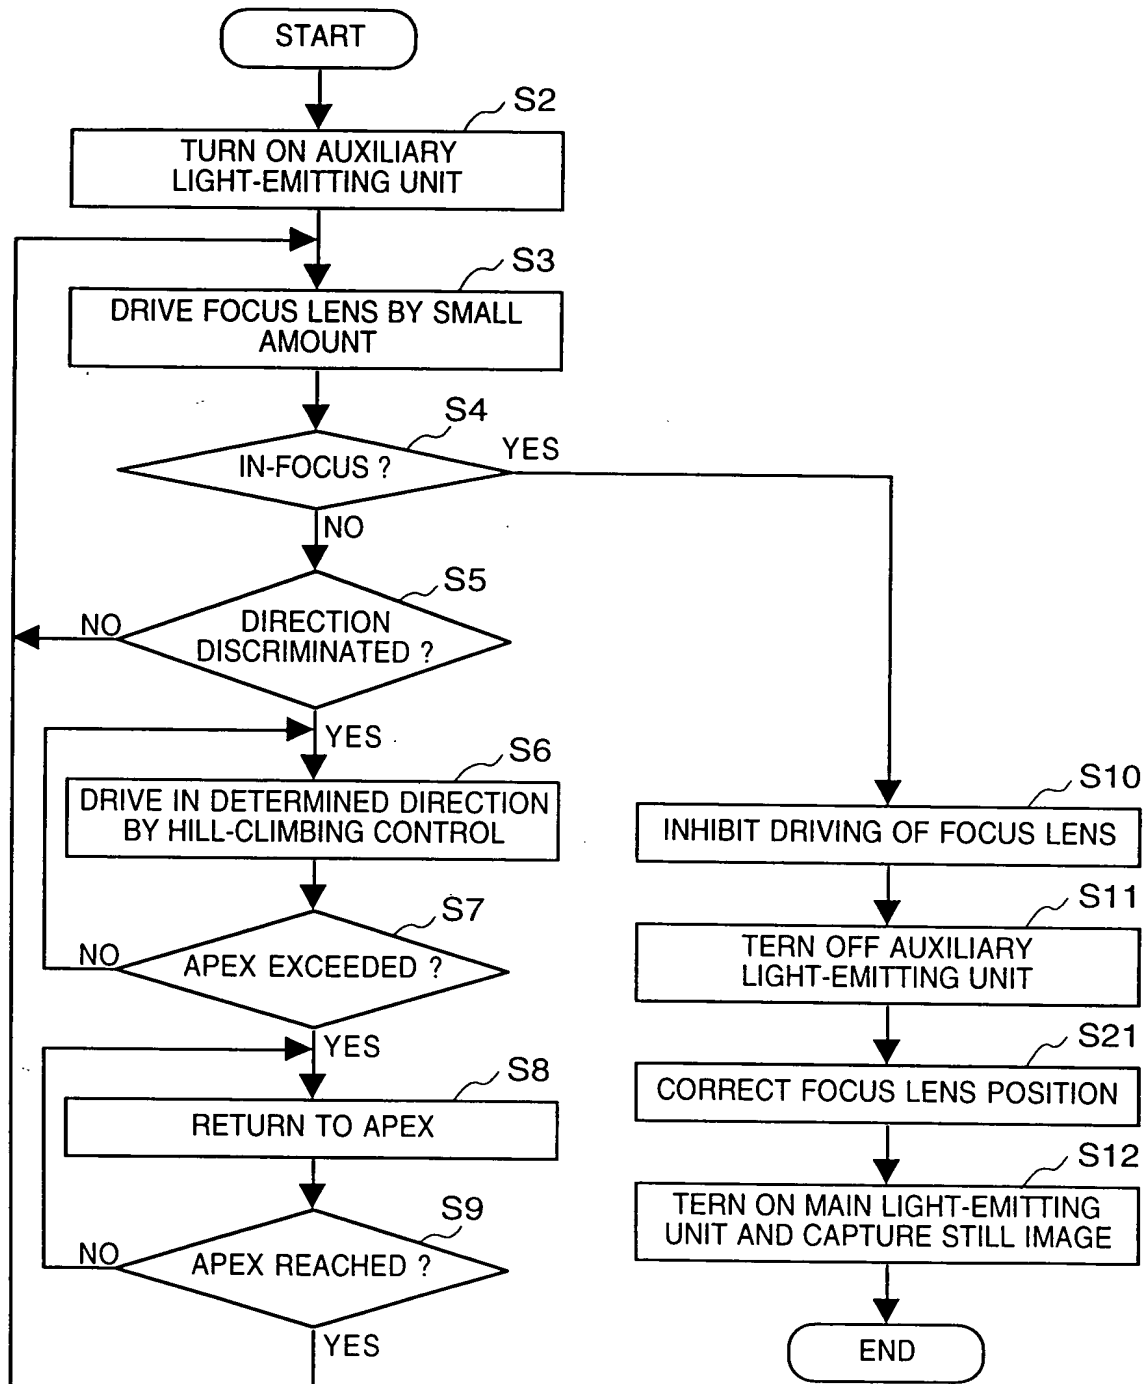 START
S2
TURN ON AUXILIARY
LIGHT-EMITTING UNIT
S3
DRIVE FOCUS LENS BY SMALL
AMOUNT
S4
IN-FOCUS ?
YES
NO
S5
DIRECTION
DISCRIMINATED ?
NO
YES
S6
DRIVE IN DETERMINED DIRECTION
BY HILL-CLIMBING CONTROL
S7
APEX EXCEEDED ?
NO
YES
S8
RETURN TO APEX
S9
APEX REACHED ?
NO
YES
S10
INHIBIT DRIVING OF FOCUS LENS
S11
TERN OFF AUXILIARY
LIGHT-EMITTING UNIT
S21
CORRECT FOCUS LENS POSITION
S12
TERN ON MAIN LIGHT-EMITTING
UNIT AND CAPTURE STILL IMAGE
END